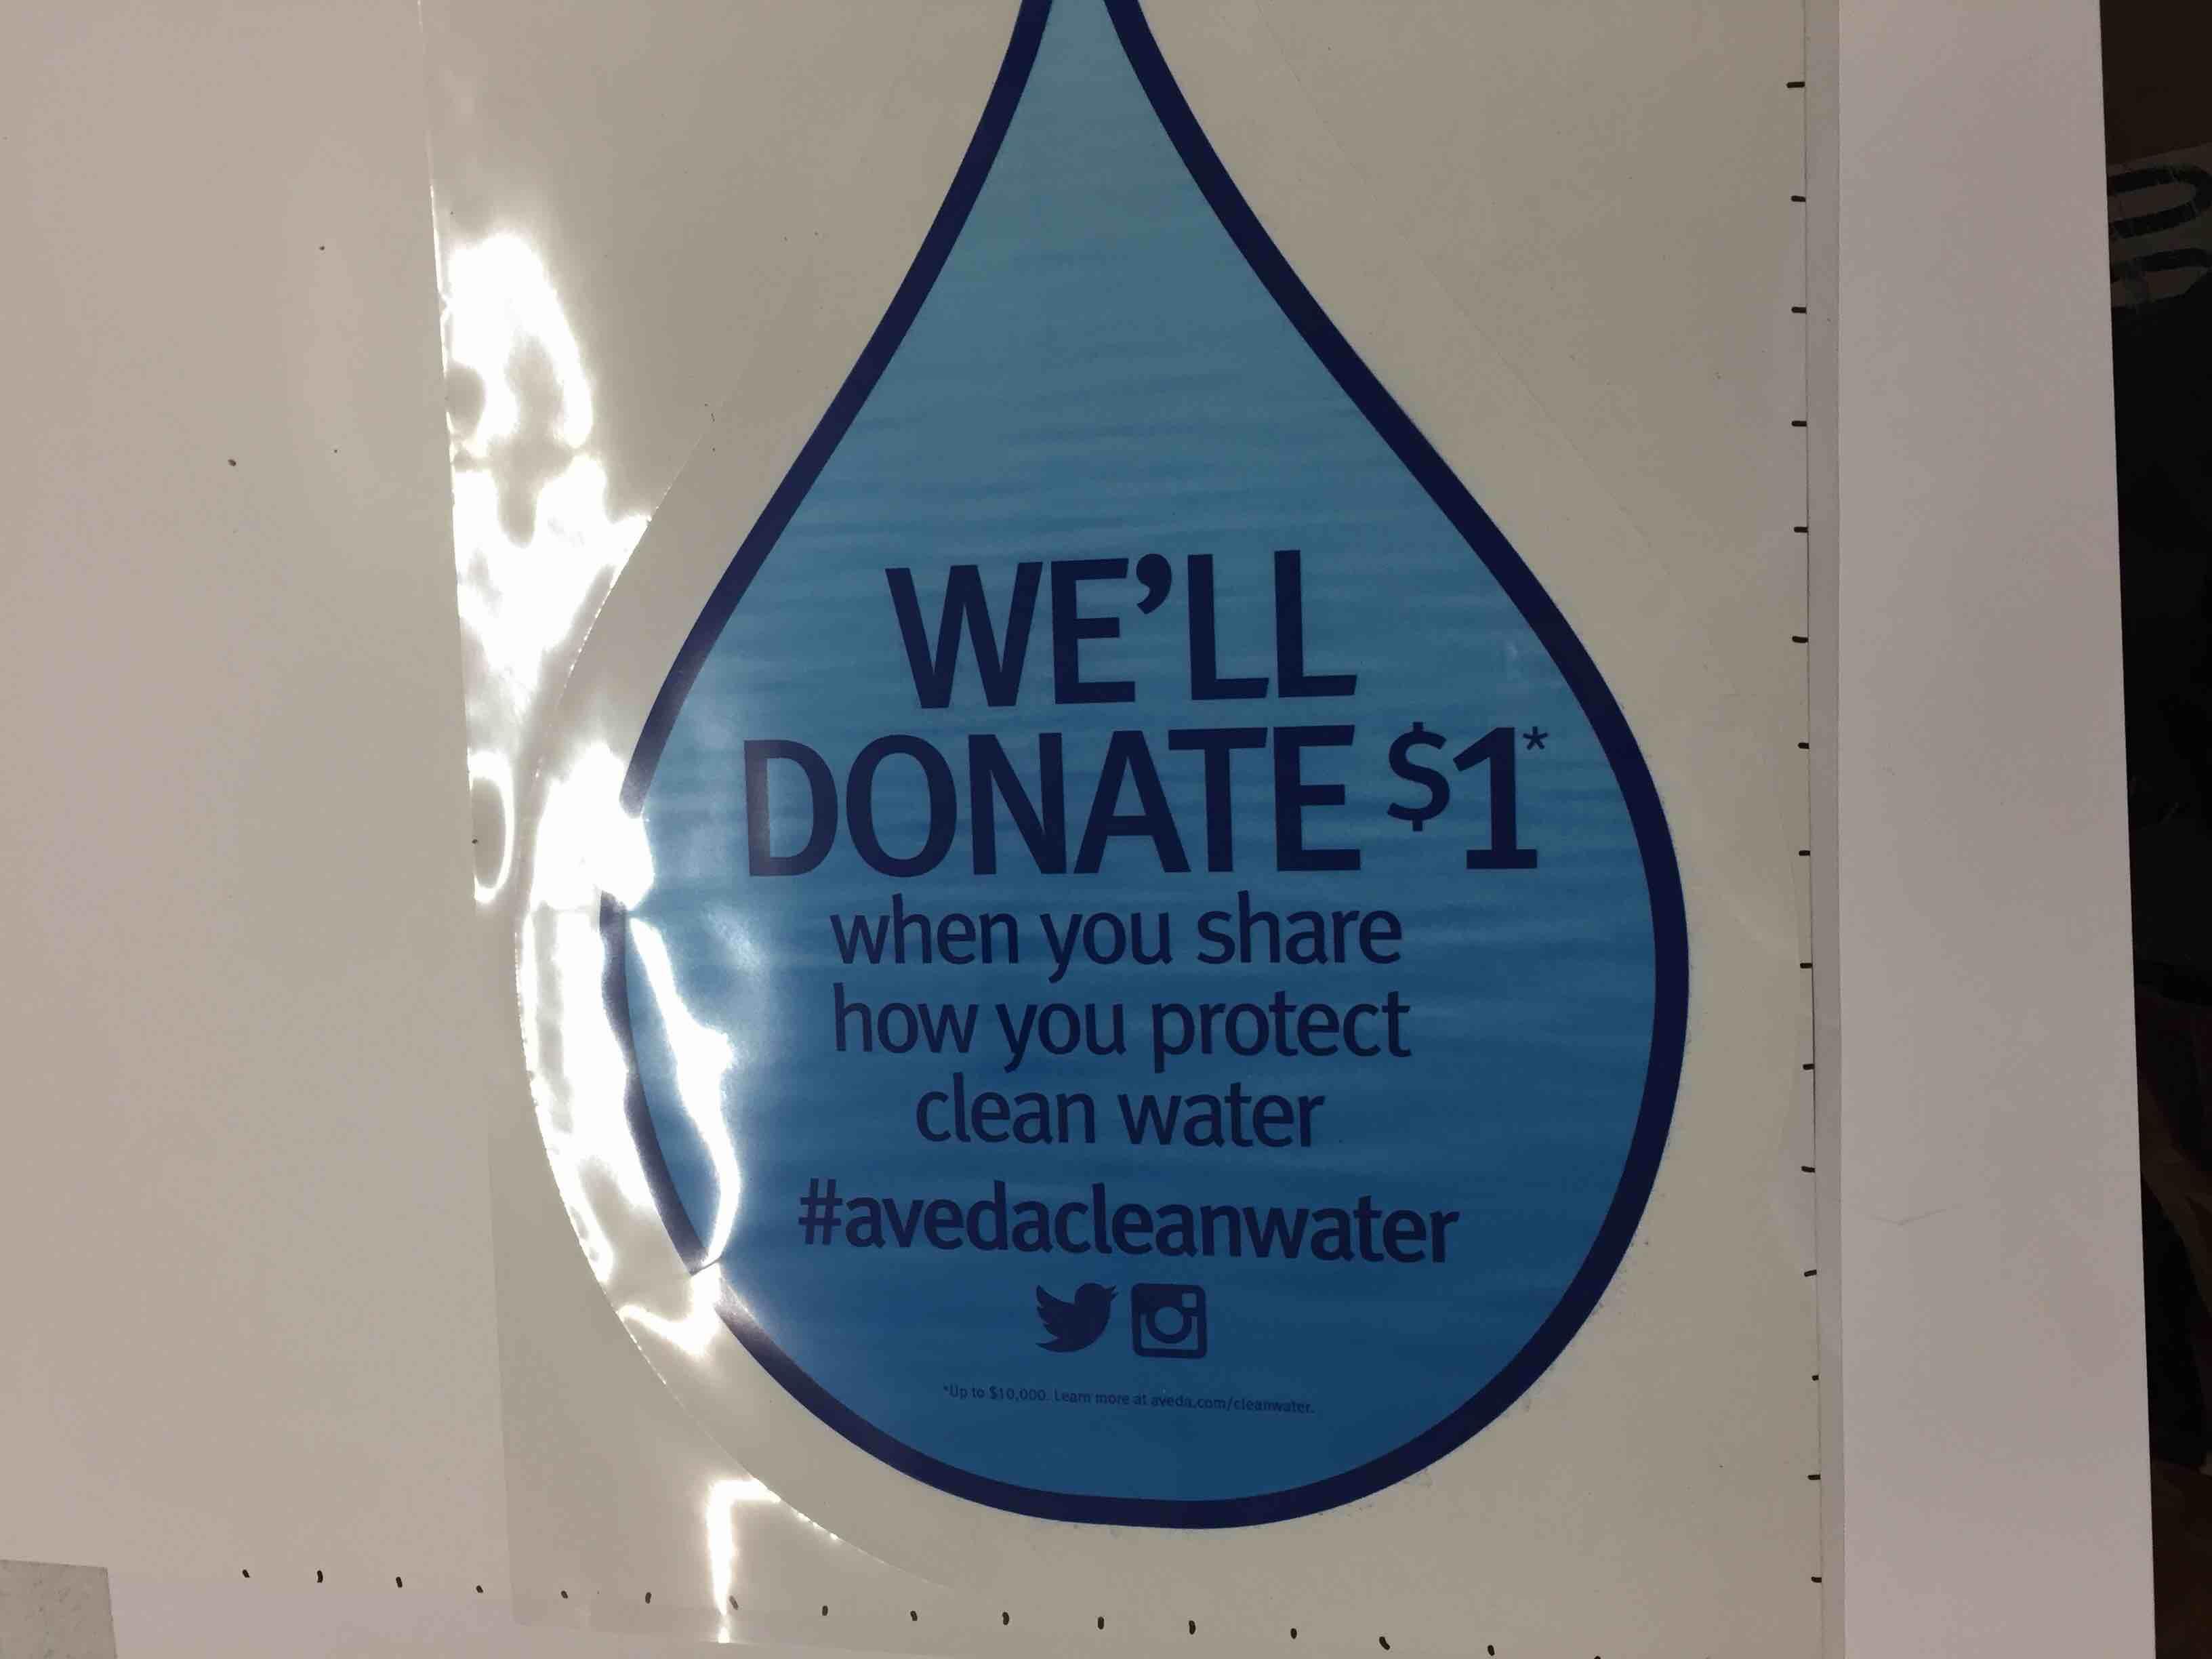 WE'LL
DONATE $1*
when you share
how you protect
clean water
#avedacleanwater
*Up to $10,000. Learn more at aveda.com/cleanwater.